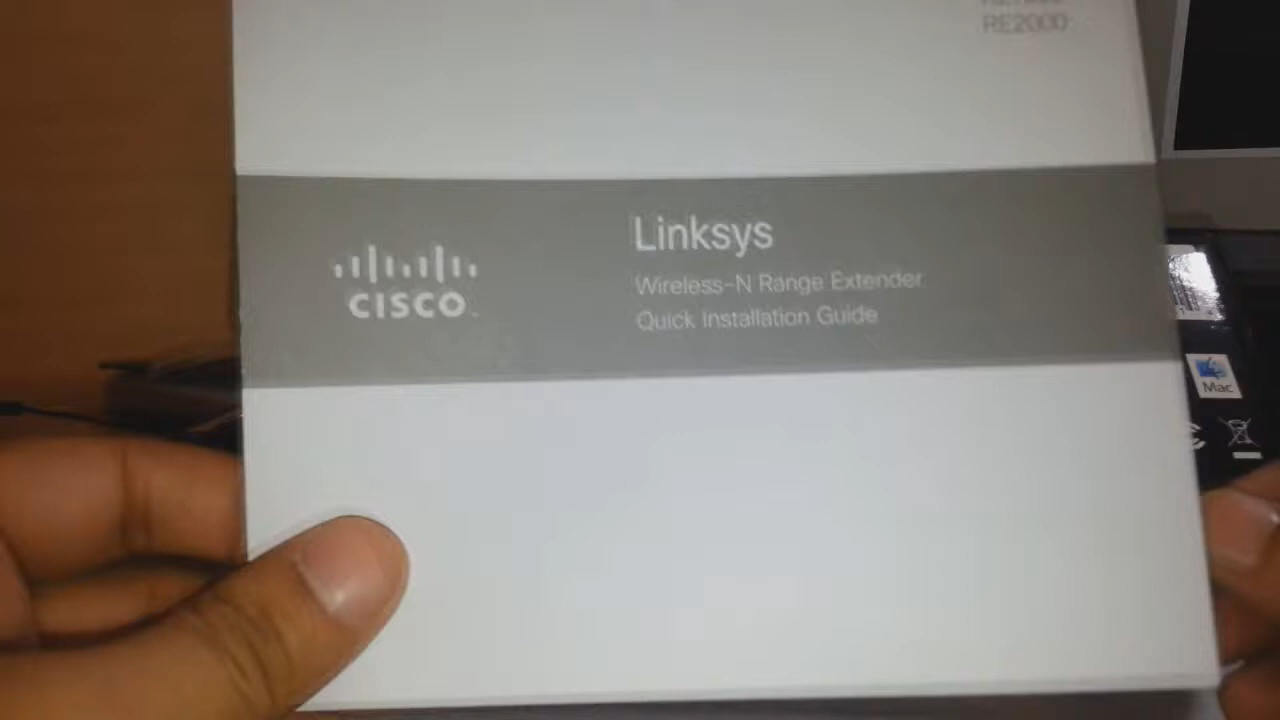 RE2000
Linksys
CISCO
Wireless-N Range Extender
Quick Installation Guide
Mac